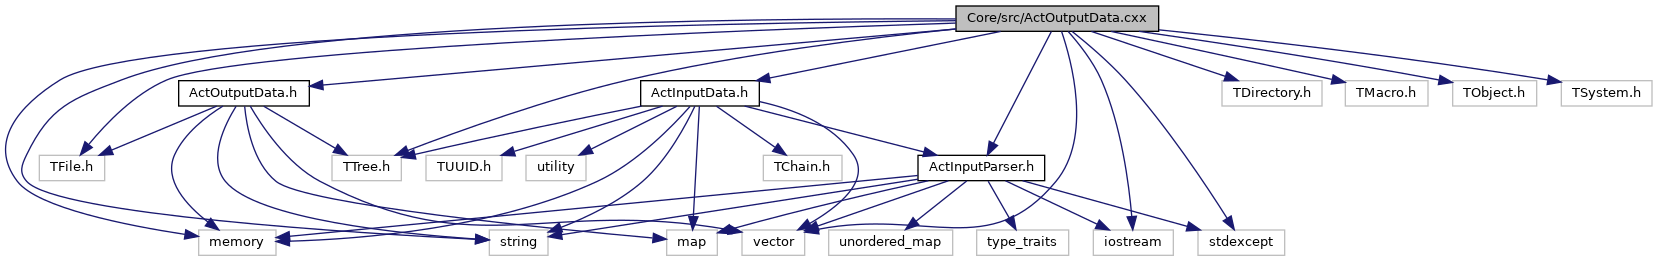 Core/src/ActOutputData.cxx
ActOutputData.h
ActInputData.h
TDirectory.h
TMacro.h
TObject.h
TSystem.h
TFile.h
TTree.h
TUUID.h
utility
TChain.h
ActInputParser.h
memory
string
map
vector
unordered_map
type_traits
iostream
stdexcept